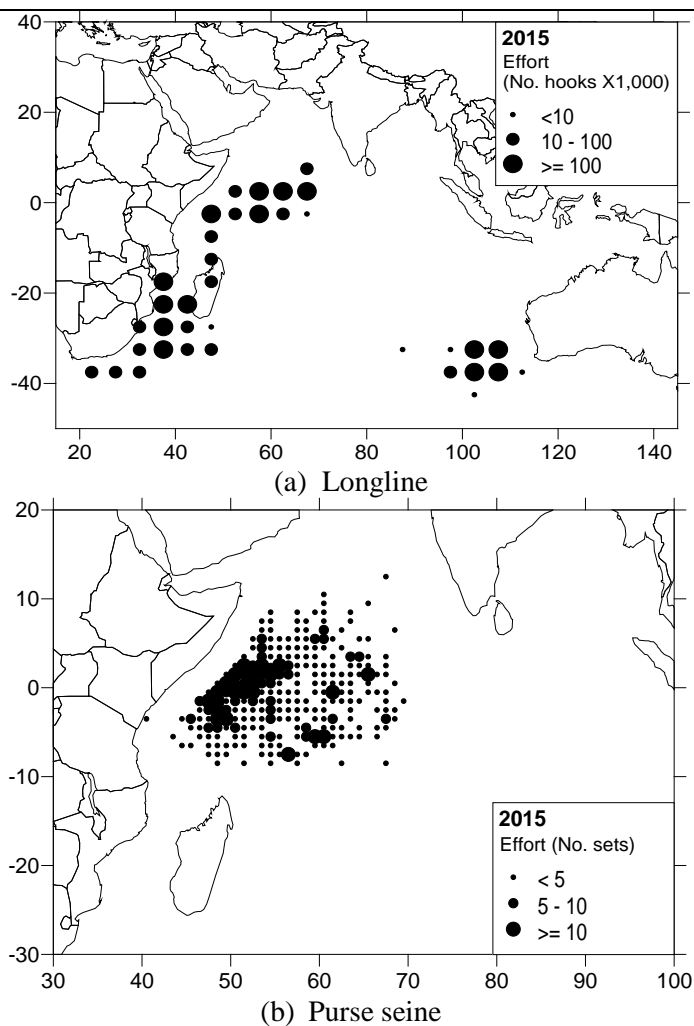 40
20
0
-20
-40
2015
Effort
(No. hooks X1,000)
<10
10 - 100
>= 100
20 40 60 80 100 120 140
(a) Longline
20
10
0
-10
-20
-30
2015
Effort (No. sets)
< 5
5 - 10
>= 10
30 40 50 60 70 80 90 100
(b) Purse seine